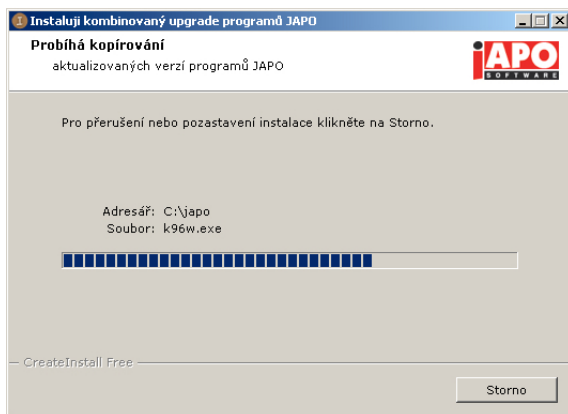 Instaluji kombinovaný upgrade programů JAPO
Probíhá kopírování
aktualizovaných verzí programů JAPO
jAPO
SOFTWARE
Pro přerušení nebo pozastavení instalace klikněte na Storno.
Adresář: C:\japo
Soubor: k96w.exe
CreateInstall Free
Storno